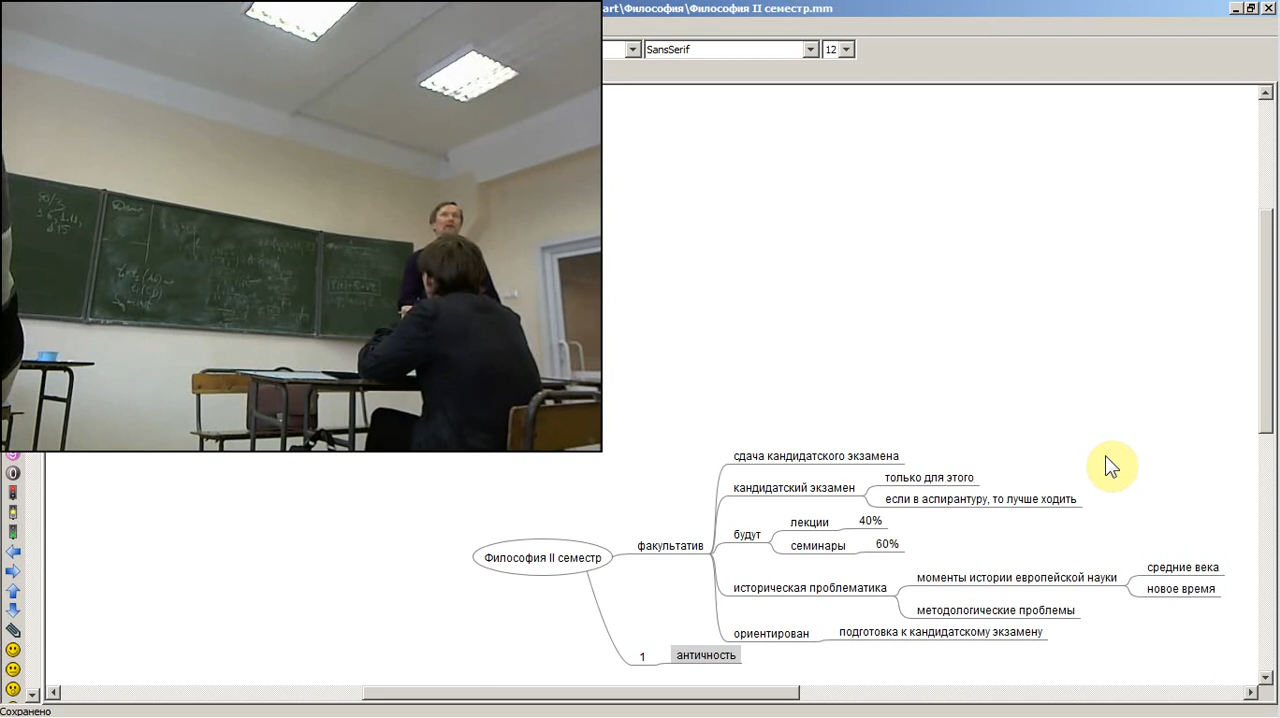 art\Философия\Философия II семестр.mm
SansSerif
12
80/3
сдача кандидатского экзамена
кандидатский экзамен
только для этого
если в аспирантуру, то лучше ходить
будут
лекции
40%
семинары
60%
Философия II семестр
факультатив
историческая проблематика
моменты истории европейской науки
средние века
новое время
методологические проблемы
ориентирован
подготовка к кандидатскому экзамену
1
античность
Сохранено